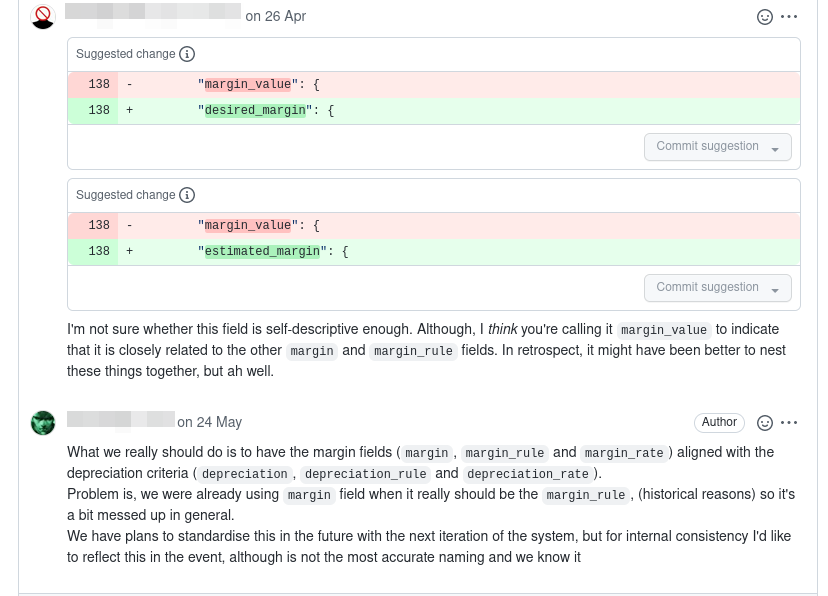 on 26 Apr
Suggested change
138 - "margin_value": {
138 + "desired_margin": {
Commit suggestion
Suggested change
138 - "margin_value": {
138 + "estimated_margin": {
Commit suggestion
I'm not sure whether this field is self-descriptive enough. Although, I think you're calling it margin_value to indicate
that it is closely related to the other margin and margin_rule fields. In retrospect, it might have been better to nest
these things together, but ah well.
on 24 May
Author
What we really should do is to have the margin fields ( margin , margin_rule and margin_rate ) aligned with the
depreciation criteria ( depreciation , depreciation_rule and depreciation_rate ).
Problem is, we were already using margin field when it really should be the margin_rule , (historical reasons) so it's
a bit messed up in general.
We have plans to standardise this in the future with the next iteration of the system, but for internal consistency I'd like
to reflect this in the event, although is not the most accurate naming and we know it